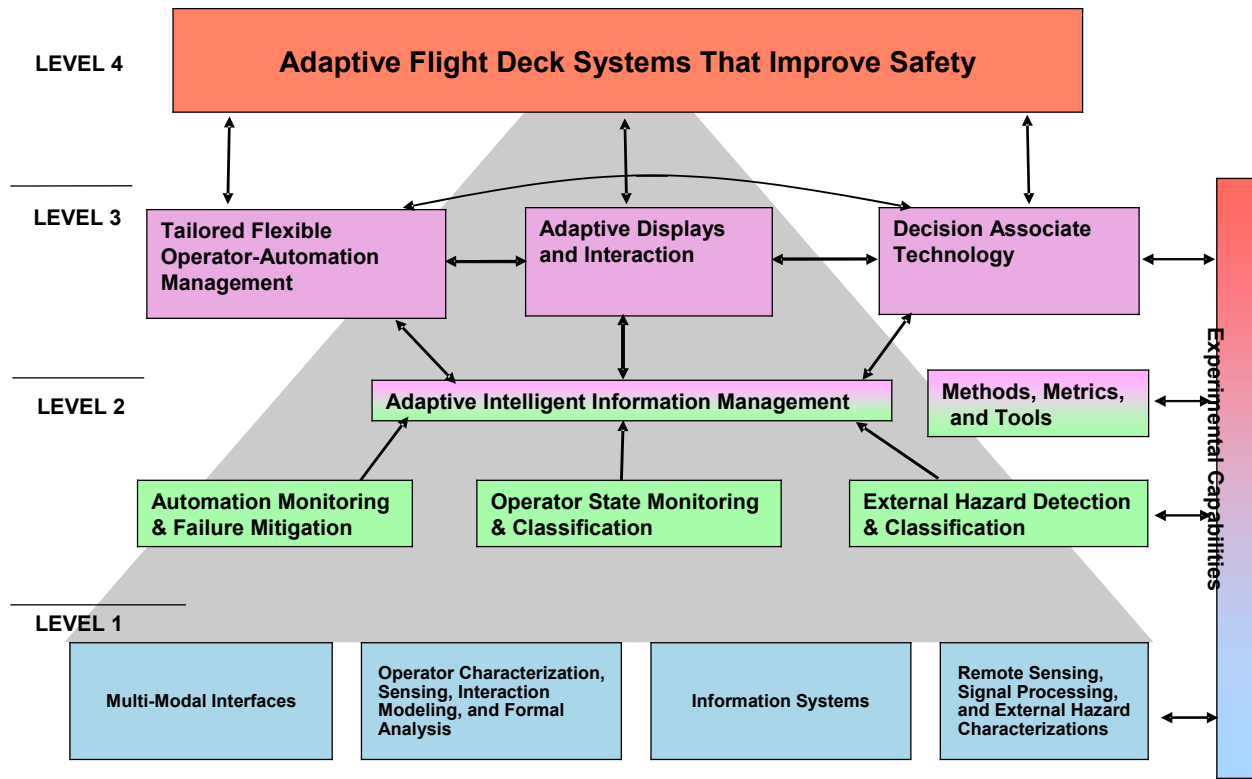 LEVEL 4
Adaptive Flight Deck Systems That Improve Safety
LEVEL 3
Tailored Flexible
Operator-Automation
Management
Adaptive Displays
and Interaction
Decision Associate
Technology
Experimental Capabilities
LEVEL 2
Adaptive Intelligent Information Management
Methods, Metrics,
and Tools
Automation Monitoring
& Failure Mitigation
Operator State Monitoring
& Classification
External Hazard Detection
& Classification
LEVEL 1
Multi-Modal Interfaces
Operator Characterization,
Sensing, Interaction
Modeling, and Formal
Analysis
Information Systems
Remote Sensing,
Signal Processing,
and External Hazard
Characterizations